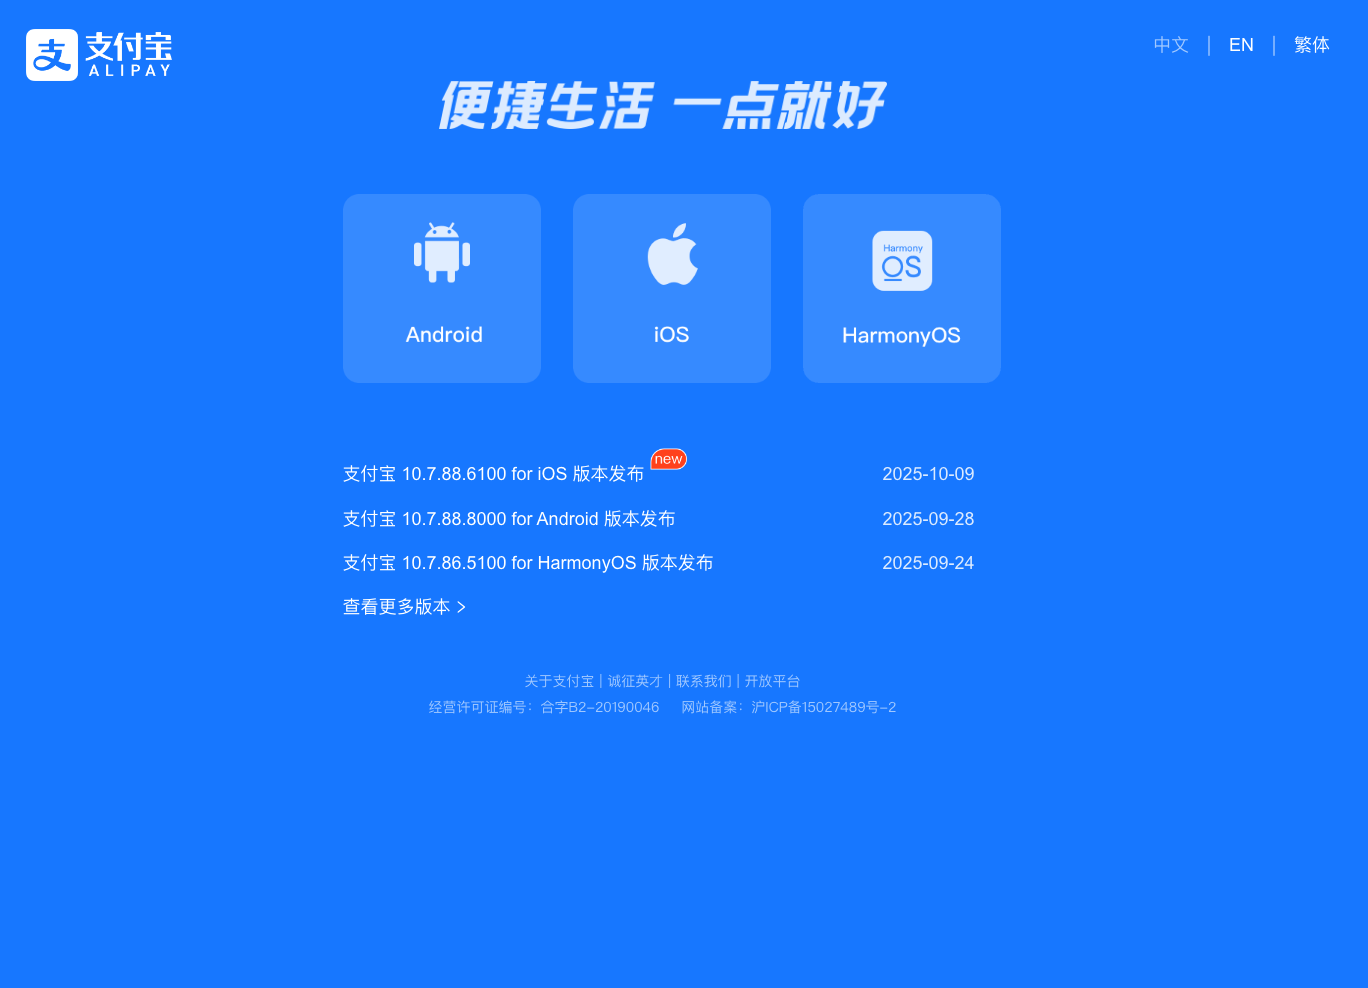 支付宝
ALIPAY
中文 | EN | 繁体
便捷生活 一点就好
Android
iOS
Harmony
OS
HarmonyOS
支付宝 10.7.88.6100 for iOS 版本发布 new 2025-10-09
支付宝 10.7.88.8000 for Android 版本发布 2025-09-28
支付宝 10.7.86.5100 for HarmonyOS 版本发布 2025-09-24
查看更多版本 >
关于支付宝 | 诚征英才 | 联系我们 | 开放平台
经营许可证编号：合字B2-20190046 网站备案：沪ICP备15027489号-2